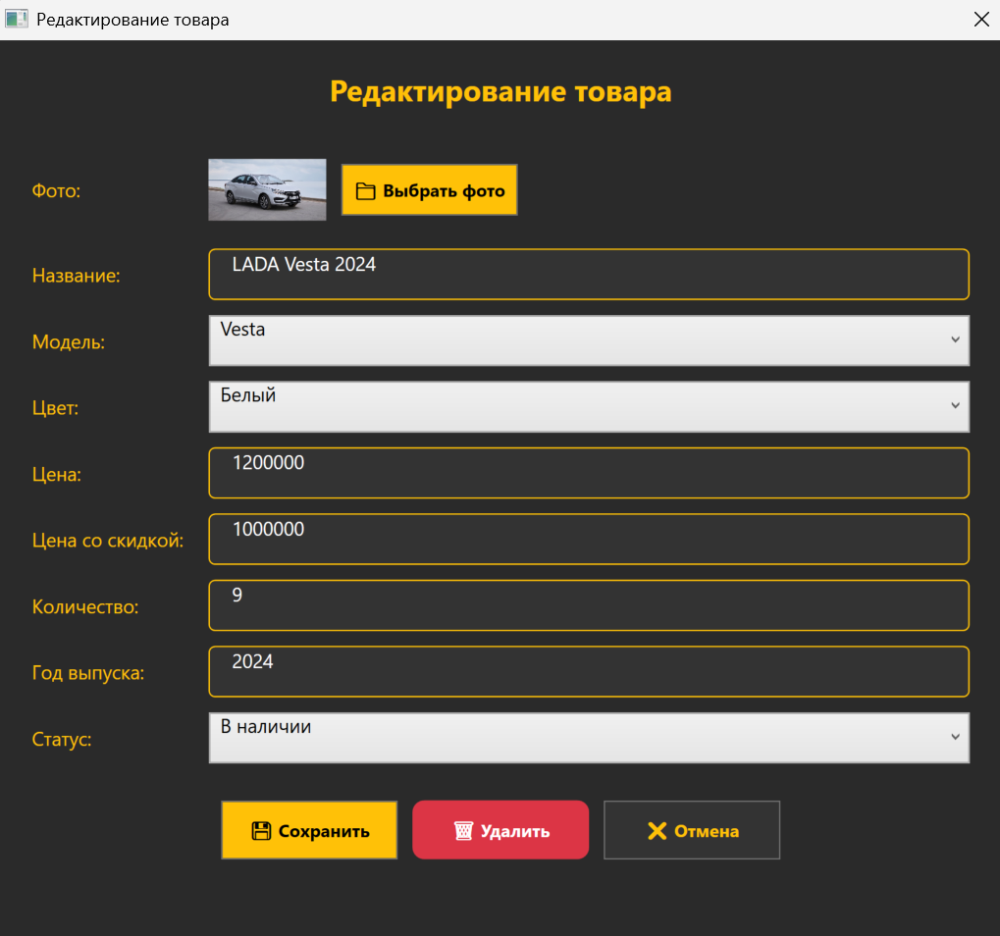 Редактирование товара
Редактирование товара
Фото:
Выбрать фото
Название:
LADA Vesta 2024
Модель:
Vesta
Цвет:
Белый
Цена:
1200000
Цена со скидкой:
1000000
Количество:
9
Год выпуска:
2024
Статус:
В наличии
Сохранить
Удалить
Отмена